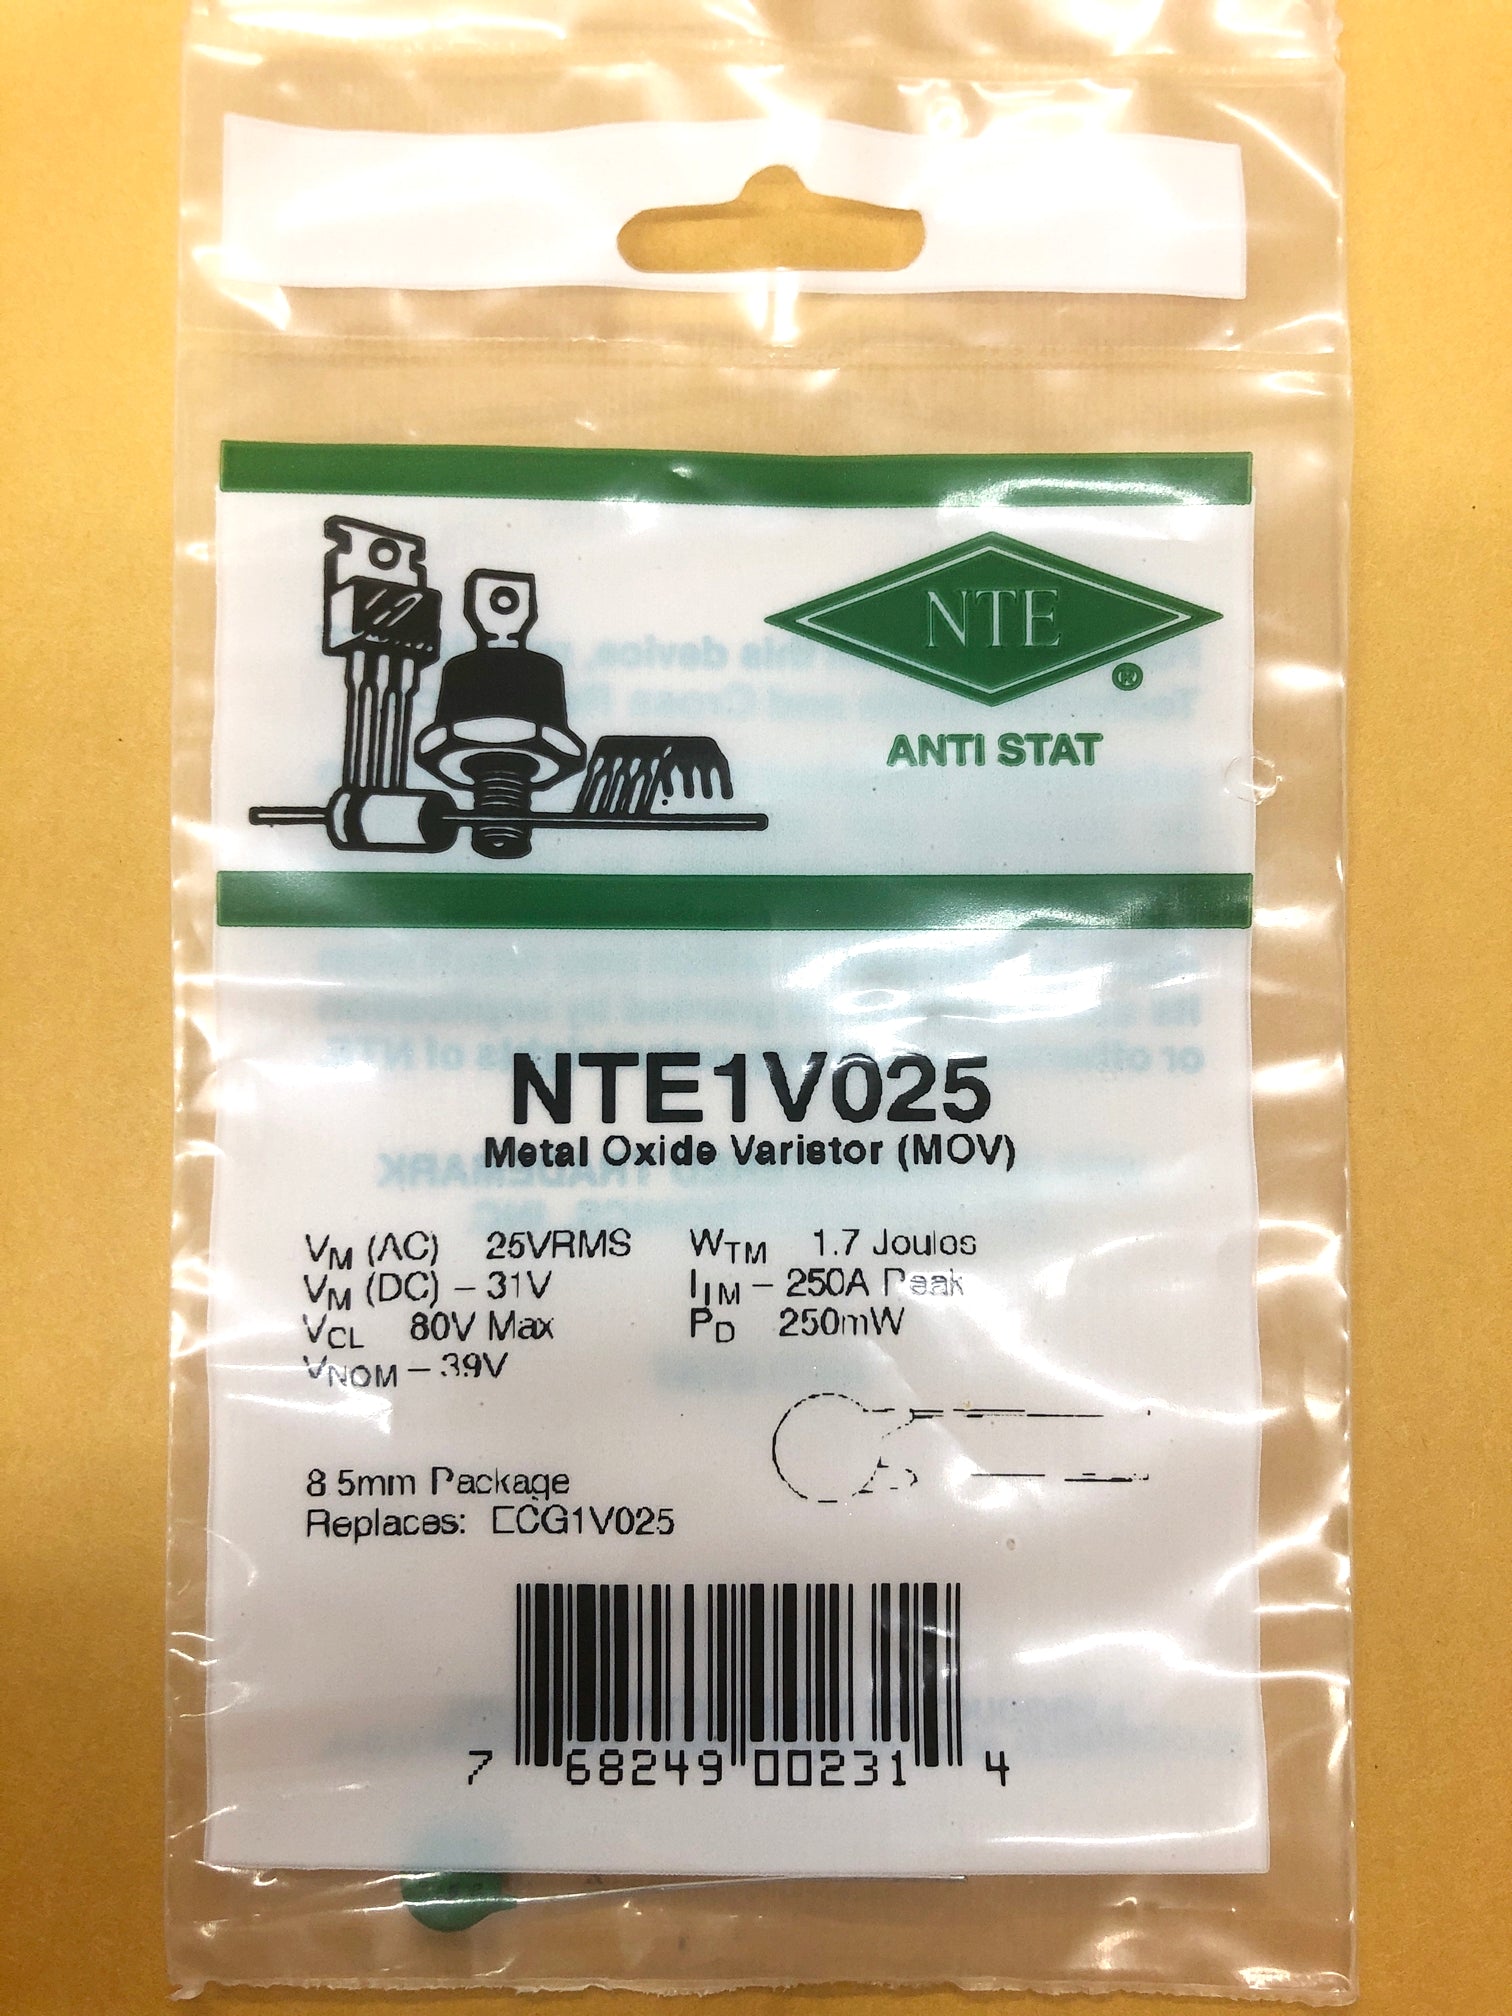 NTE
®
ANTI STAT
NTE1V025
Metal Oxide Varistor (MOV)
VM (AC) 25VRMS WTM 1.7 Joules
VM (DC) – 31V ITM – 250A Peak
VCL 80V Max PD 250mW
VNOM – 39V
8.5mm Package
Replaces: ECG1V025
7 68249 00231 4